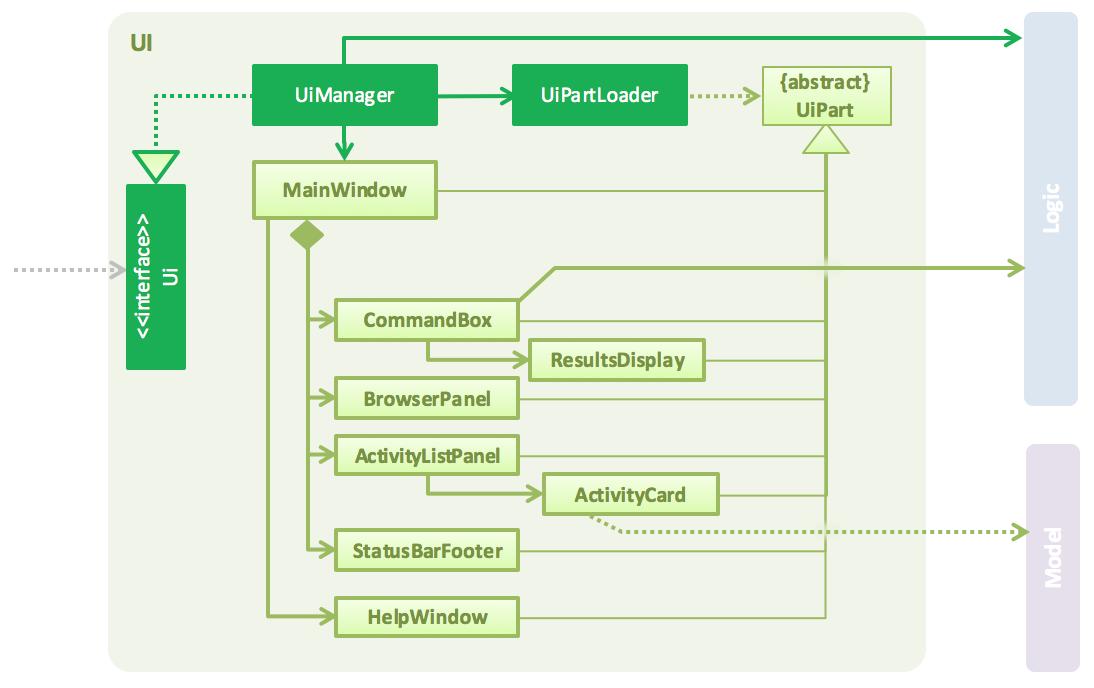 UI
UiManager
UiPartLoader
{abstract}
UiPart
MainWindow
<<interface>>
Ui
Logic
CommandBox
ResultsDisplay
BrowserPanel
ActivityListPanel
ActivityCard
StatusBarFooter
Model
HelpWindow